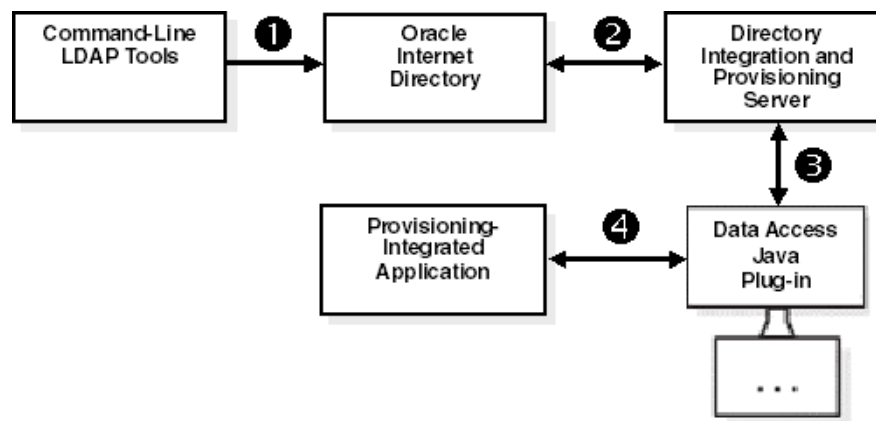 Command-Line
LDAP Tools
1
Oracle
Internet
Directory
2
Directory
Integration and
Provisioning
Server
3
Provisioning-
Integrated
Application
4
Data Access
Java
Plug-in
...